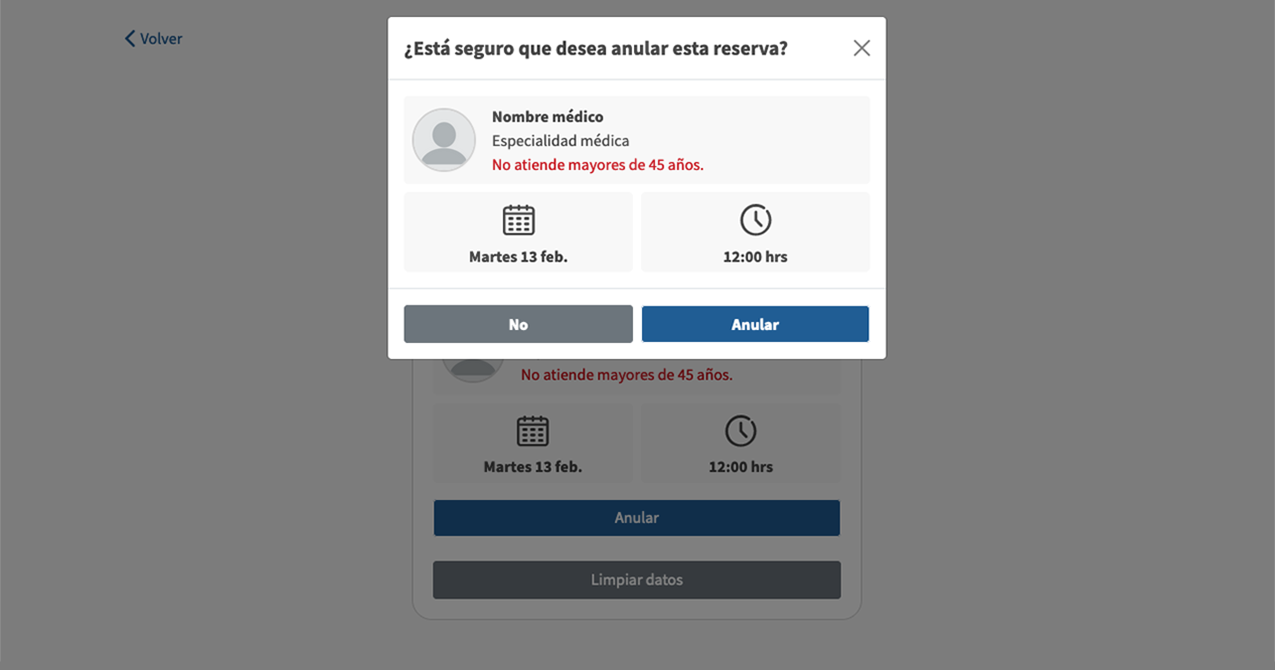 Volver
¿Está seguro que desea anular esta reserva?
Nombre médico
Especialidad médica
No atiende mayores de 45 años.
Martes 13 feb.
12:00 hrs
No
Anular
No atiende mayores de 45 años.
Martes 13 feb.
12:00 hrs
Anular
Limpiar datos